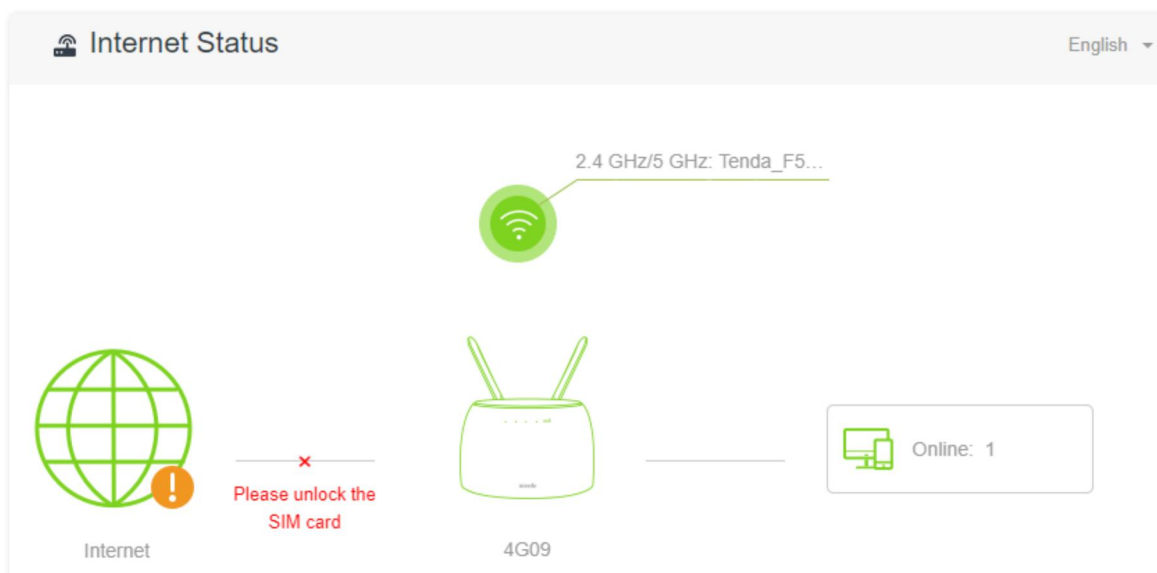 Internet Status
English
2.4 GHz/5 GHz: Tenda_F5...
Please unlock the
SIM card
Online: 1
Internet
4G09